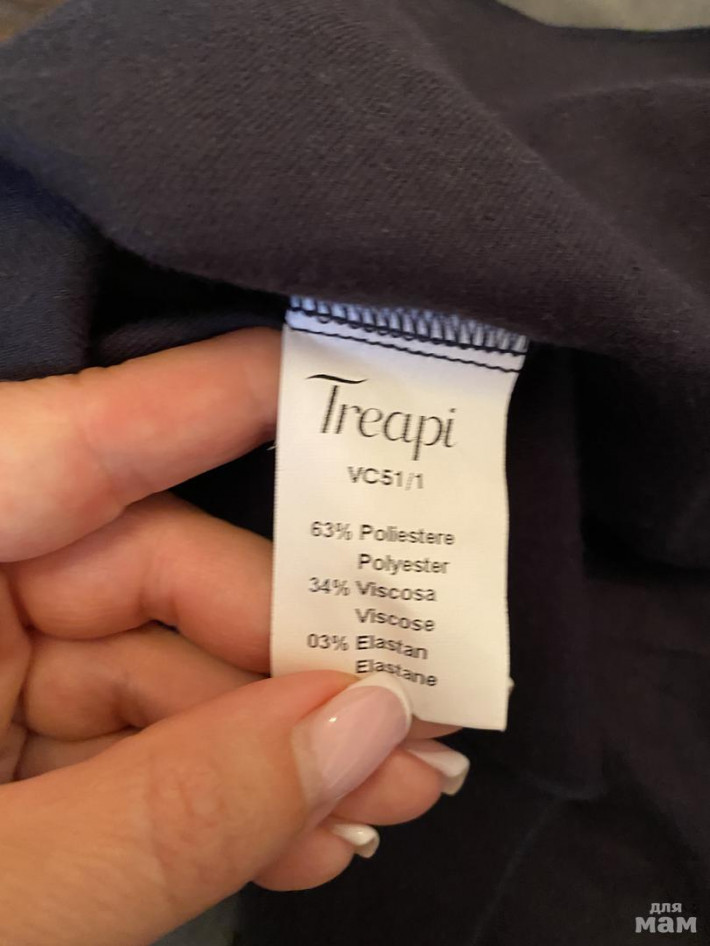 Treapi
VC51/1
63% Poliestere
Polyester
34% Viscosa
Viscose
03% Elastan
Elastane
для
мам